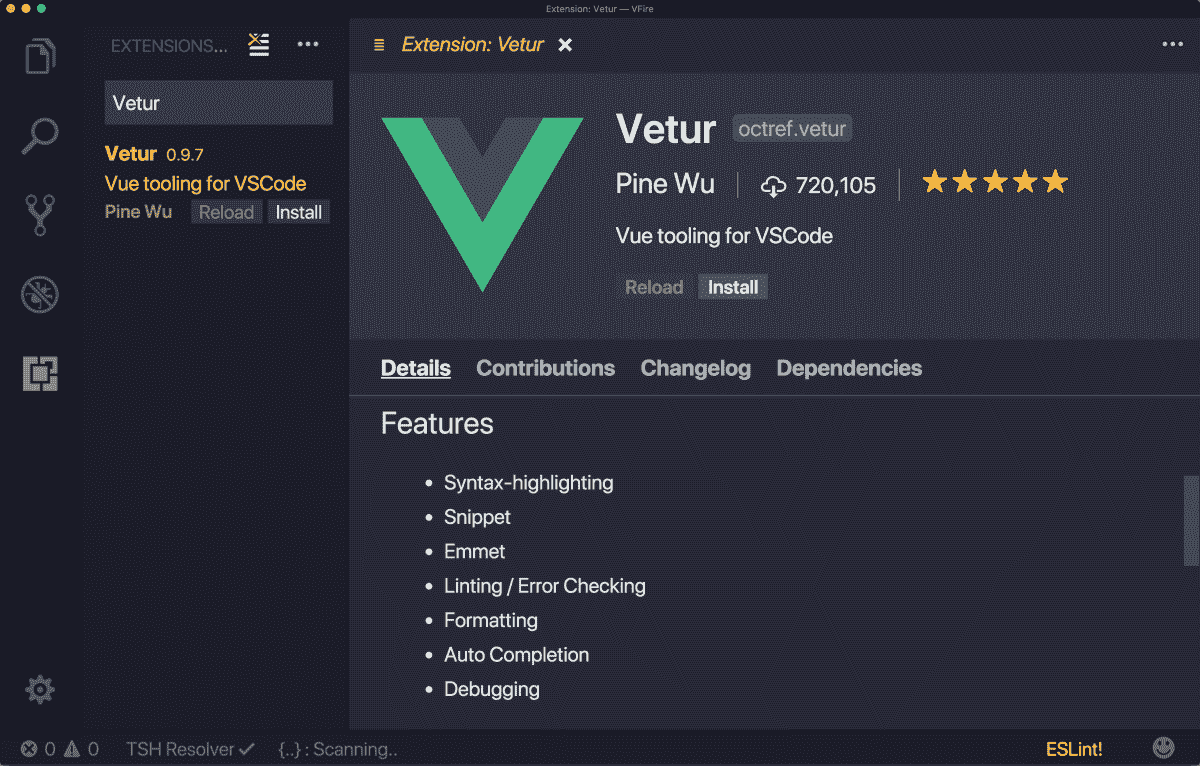 Extension: Vetur — VFire
EXTENSIONS...
Vetur
Vetur 0.9.7
Vue tooling for VSCode
Pine Wu Reload Install
Extension: Vetur
Vetur octref.vetur
Pine Wu 720,105
Vue tooling for VSCode
Reload Install
Details Contributions Changelog Dependencies
Features
• Syntax-highlighting
• Snippet
• Emmet
• Linting / Error Checking
• Formatting
• Auto Completion
• Debugging
0 0 TSH Resolver {..} : Scanning.. ESLint!